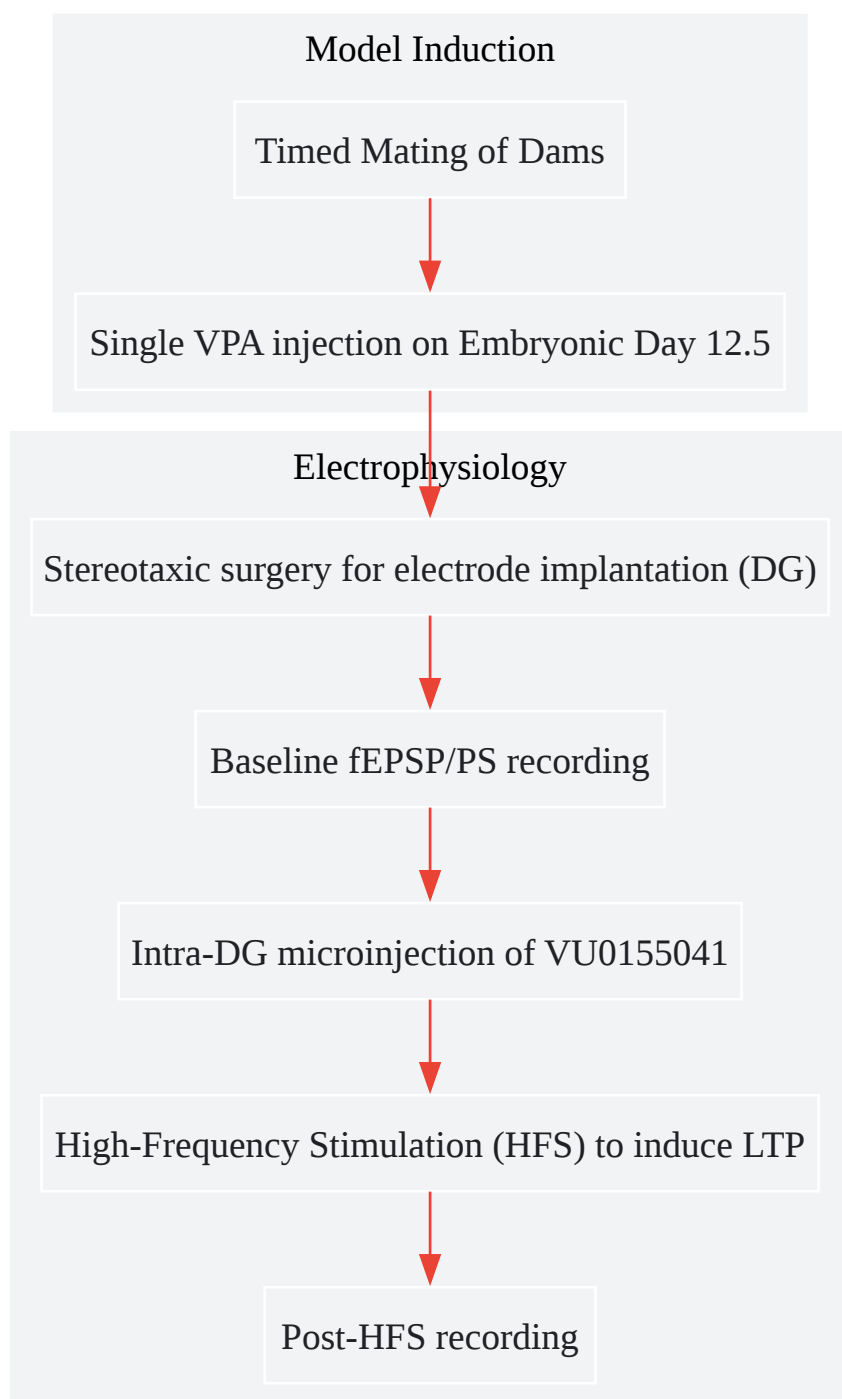 Model Induction
Timed Mating of Dams
Single VPA injection on Embryonic Day 12.5
Electrophysiology
Stereotaxic surgery for electrode implantation (DG)
Baseline fEPSP/PS recording
Intra-DG microinjection of VU0155041
High-Frequency Stimulation (HFS) to induce LTP
Post-HFS recording